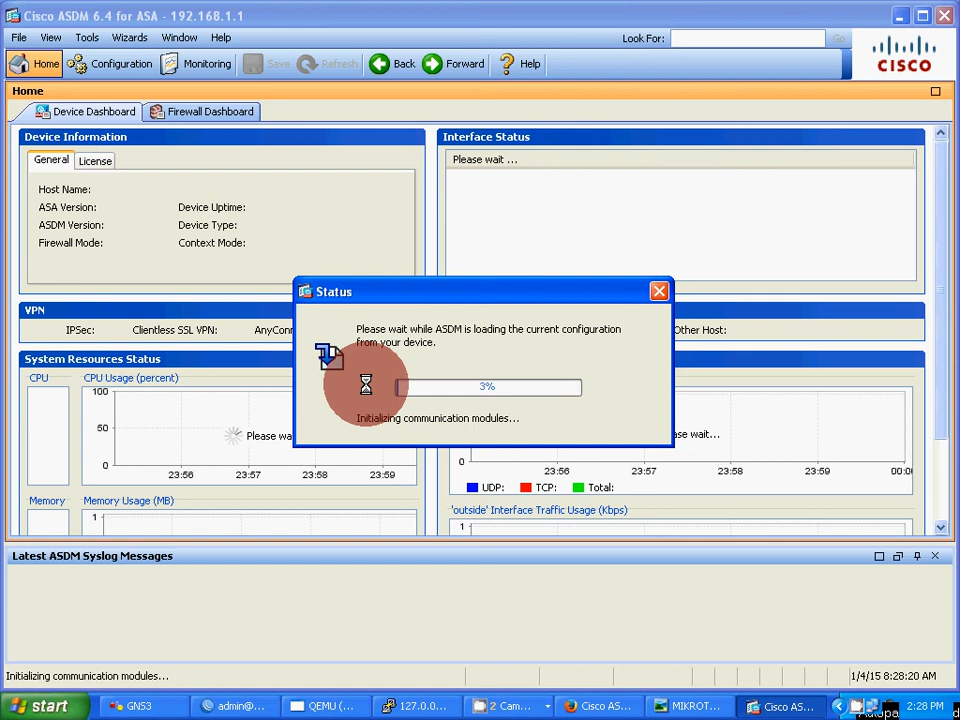 Cisco ASDM 6.4 for ASA - 192.168.1.1
File View Tools Wizards Window Help
Look For: Go
Home Configuration Monitoring Save Refresh Back Forward Help
CISCO
Home
Device Dashboard Firewall Dashboard
Device Information
General License
Host Name:
ASA Version: Device Uptime:
ASDM Version: Device Type:
Firewall Mode: Context Mode:
Interface Status
Please wait ...
VPN
IPSec: Clientless SSL VPN: Other Host:
System Resources Status
CPU CPU Usage (percent)
100
50
0
23:56 23:57 23:58 23:59
Memory Memory Usage (MB)
1
Status
Please wait while ASDM is loading the current configuration
from your device.
3%
Initializing communication modules...
0
23:56 23:57 23:58 23:59
UDP: TCP: Total:
'outside' Interface Traffic Usage (Kbps)
1
Latest ASDM Syslog Messages
Initializing communication modules...
1/4/15 8:28:20 AM
start GNS3 admin@... QEMU (... 127.0.0... 2 Cam... Cisco AS... MIKROT... Cisco AS... 2:28 PM